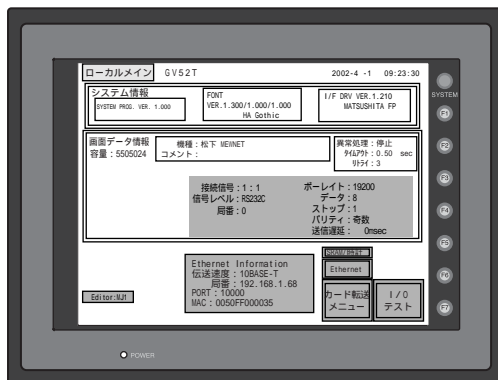 ローカルメイン GV52T 2002-4 -1 09:23:30
システム情報
SYSTEM PROG. VER. 1.000
FONT
VER.1.300/1.000/1.000
HA Gothic
I/F DRV VER.1.210
MATSUSHITA FP
画面データ情報
容量：5505024
機種：松下 MEWNET
コメント：
異常処理：停止
ﾀｲﾑｱｳﾄ：0.50 sec
ﾘﾄﾗｲ：3
接続信号：1：1
信号レベル：RS232C
局番：0
ボーレイト：19200
データ：8
ストップ：1
パリティ：奇数
送信遅延： 0msec
Ethernet Information
伝送速度：10BASE-T
局番：192.168.1.68
PORT：10000
MAC：0050FF000035
SRAM/時計
Ethernet
カード転送
メニュー
I/O
テスト
Editor:MJ1
SYSTEM
F1
F2
F3
F4
F5
F6
F7
POWER